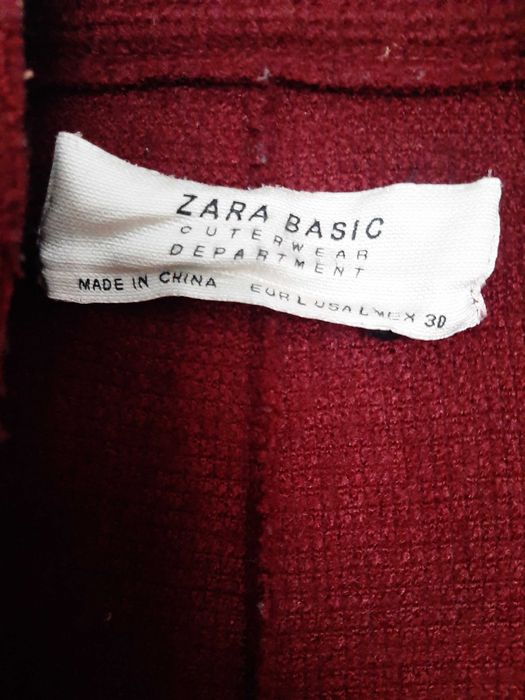 ZARA BASIC
OUTERWEAR
DEPARTMENT
MADE IN CHINA EUR L USA L MEX 30